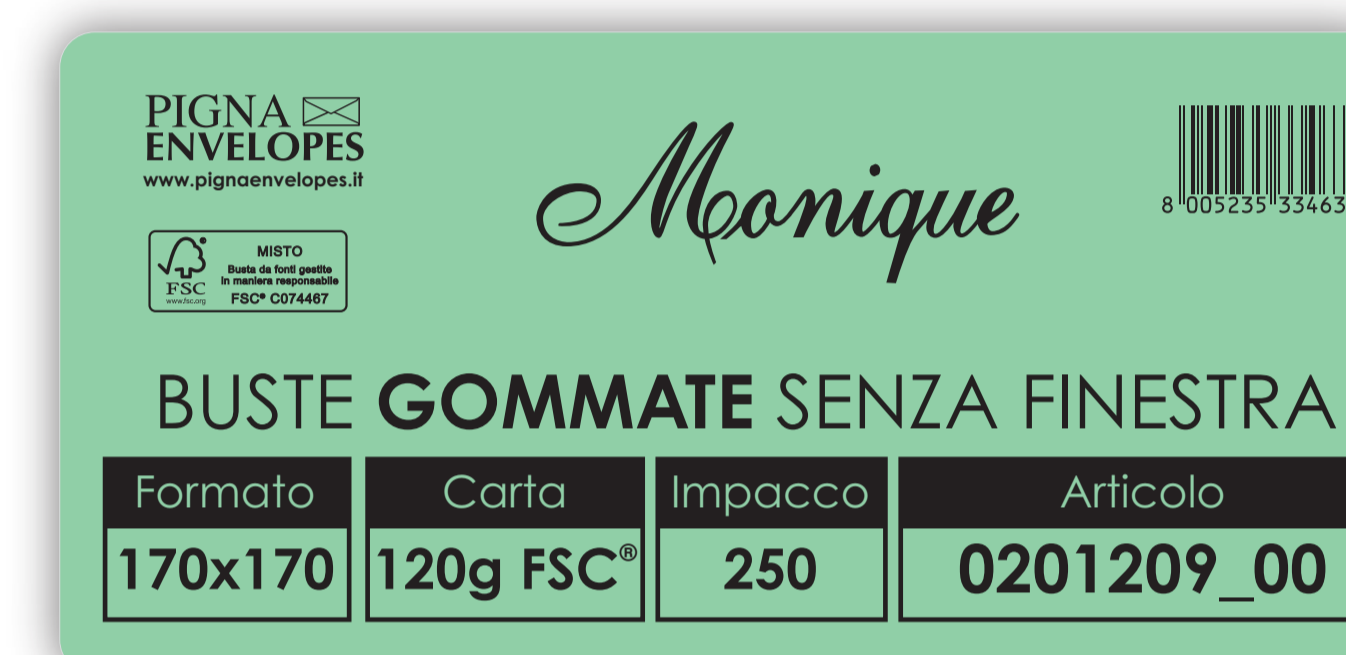 PIGNA
ENVELOPES
www.pignaenvelopes.it
Monique
8 005235 33463
FSC
www.fsc.org
MISTO
Busta da fonti gestite
in maniera responsabile
FSC® C074467
BUSTE GOMMATE SENZA FINESTRA
Formato Carta Impacco Articolo
170x170 120g FSC® 250 0201209_00